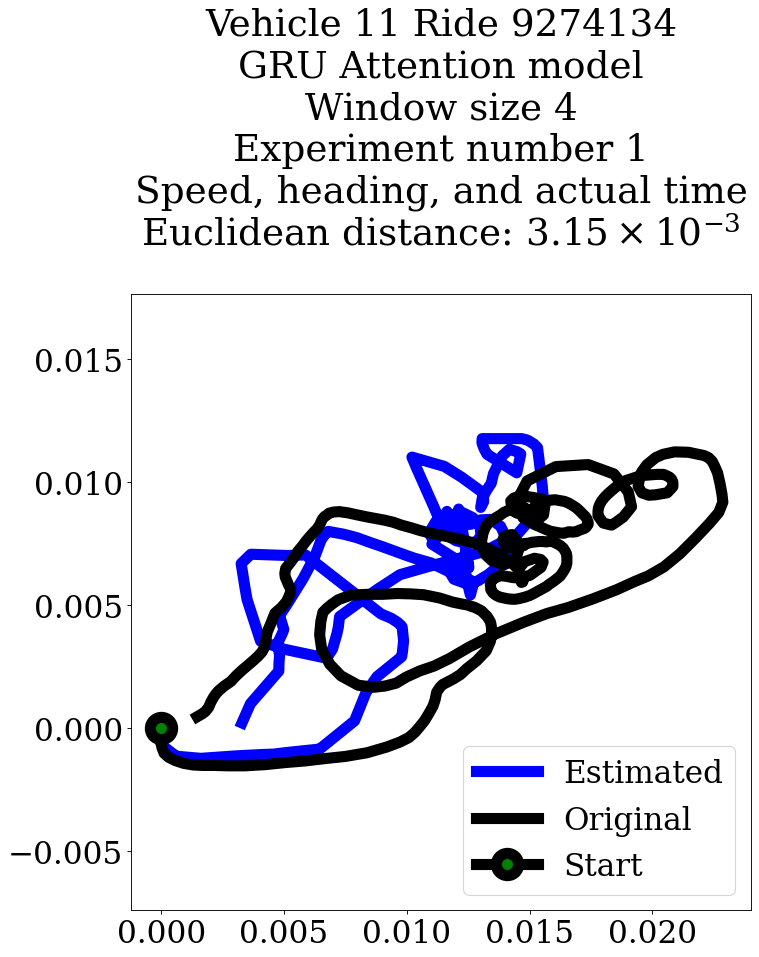 Vehicle 11 Ride 9274134
GRU Attention model
Window size 4
Experiment number 1
Speed, heading, and actual time
Euclidean distance: 3.15 × 10⁻³
0.015
0.010
0.005
0.000
−0.005
0.000 0.005 0.010 0.015 0.020
Estimated
Original
Start